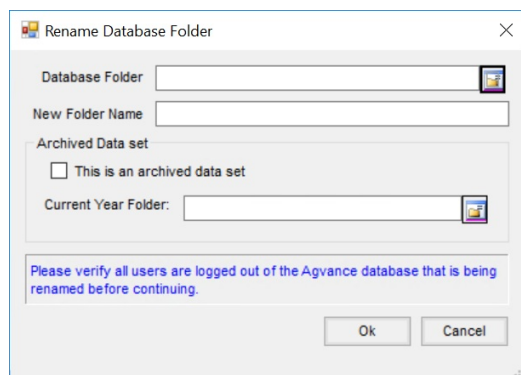 Rename Database Folder
Database Folder
New Folder Name
Archived Data set
This is an archived data set
Current Year Folder:
Please verify all users are logged out of the Agvance database that is being
renamed before continuing.
Ok Cancel